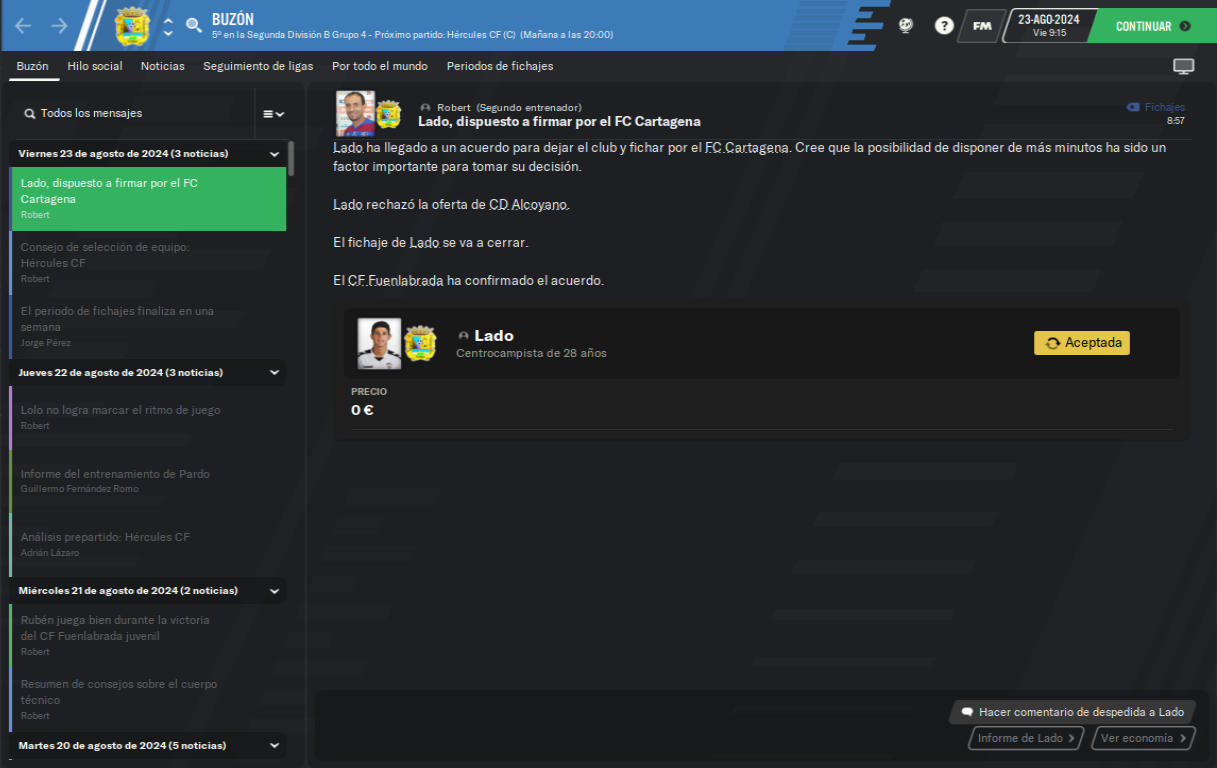 BUZÓN
5º en la Segunda División B Grupo 4 - Próximo partido: Hércules CF (C) (Mañana a las 20:00)
?
FM
23-AGO-2024
Vie 9:15
CONTINUAR
Buzón
Hilo social
Noticias
Seguimiento de ligas
Por todo el mundo
Periodos de fichajes
Todos los mensajes
Viernes 23 de agosto de 2024 (3 noticias)
Lado, dispuesto a firmar por el FC
Cartagena
Robert
Consejo de selección de equipo:
Hércules CF
Robert
El periodo de fichajes finaliza en una
semana
Jorge Pérez
Jueves 22 de agosto de 2024 (3 noticias)
Lolo no logra marcar el ritmo de juego
Robert
Informe del entrenamiento de Pardo
Guillermo Fernández Romo
Análisis prepartido: Hércules CF
Adrián Lázaro
Miércoles 21 de agosto de 2024 (2 noticias)
Rubén juega bien durante la victoria
del CF Fuenlabrada juvenil
Robert
Resumen de consejos sobre el cuerpo
técnico
Robert
Martes 20 de agosto de 2024 (5 noticias)
Robert (Segundo entrenador)
Lado, dispuesto a firmar por el FC Cartagena
Fichajes
8:57
Lado ha llegado a un acuerdo para dejar el club y fichar por el FC Cartagena. Cree que la posibilidad de disponer de más minutos ha sido un
factor importante para tomar su decisión.
Lado rechazó la oferta de CD Alcoyano.
El fichaje de Lado se va a cerrar.
El CF Fuenlabrada ha confirmado el acuerdo.
Lado
Centrocampista de 28 años
Aceptada
PRECIO
0 €
Hacer comentario de despedida a Lado
Informe de Lado
Ver economía